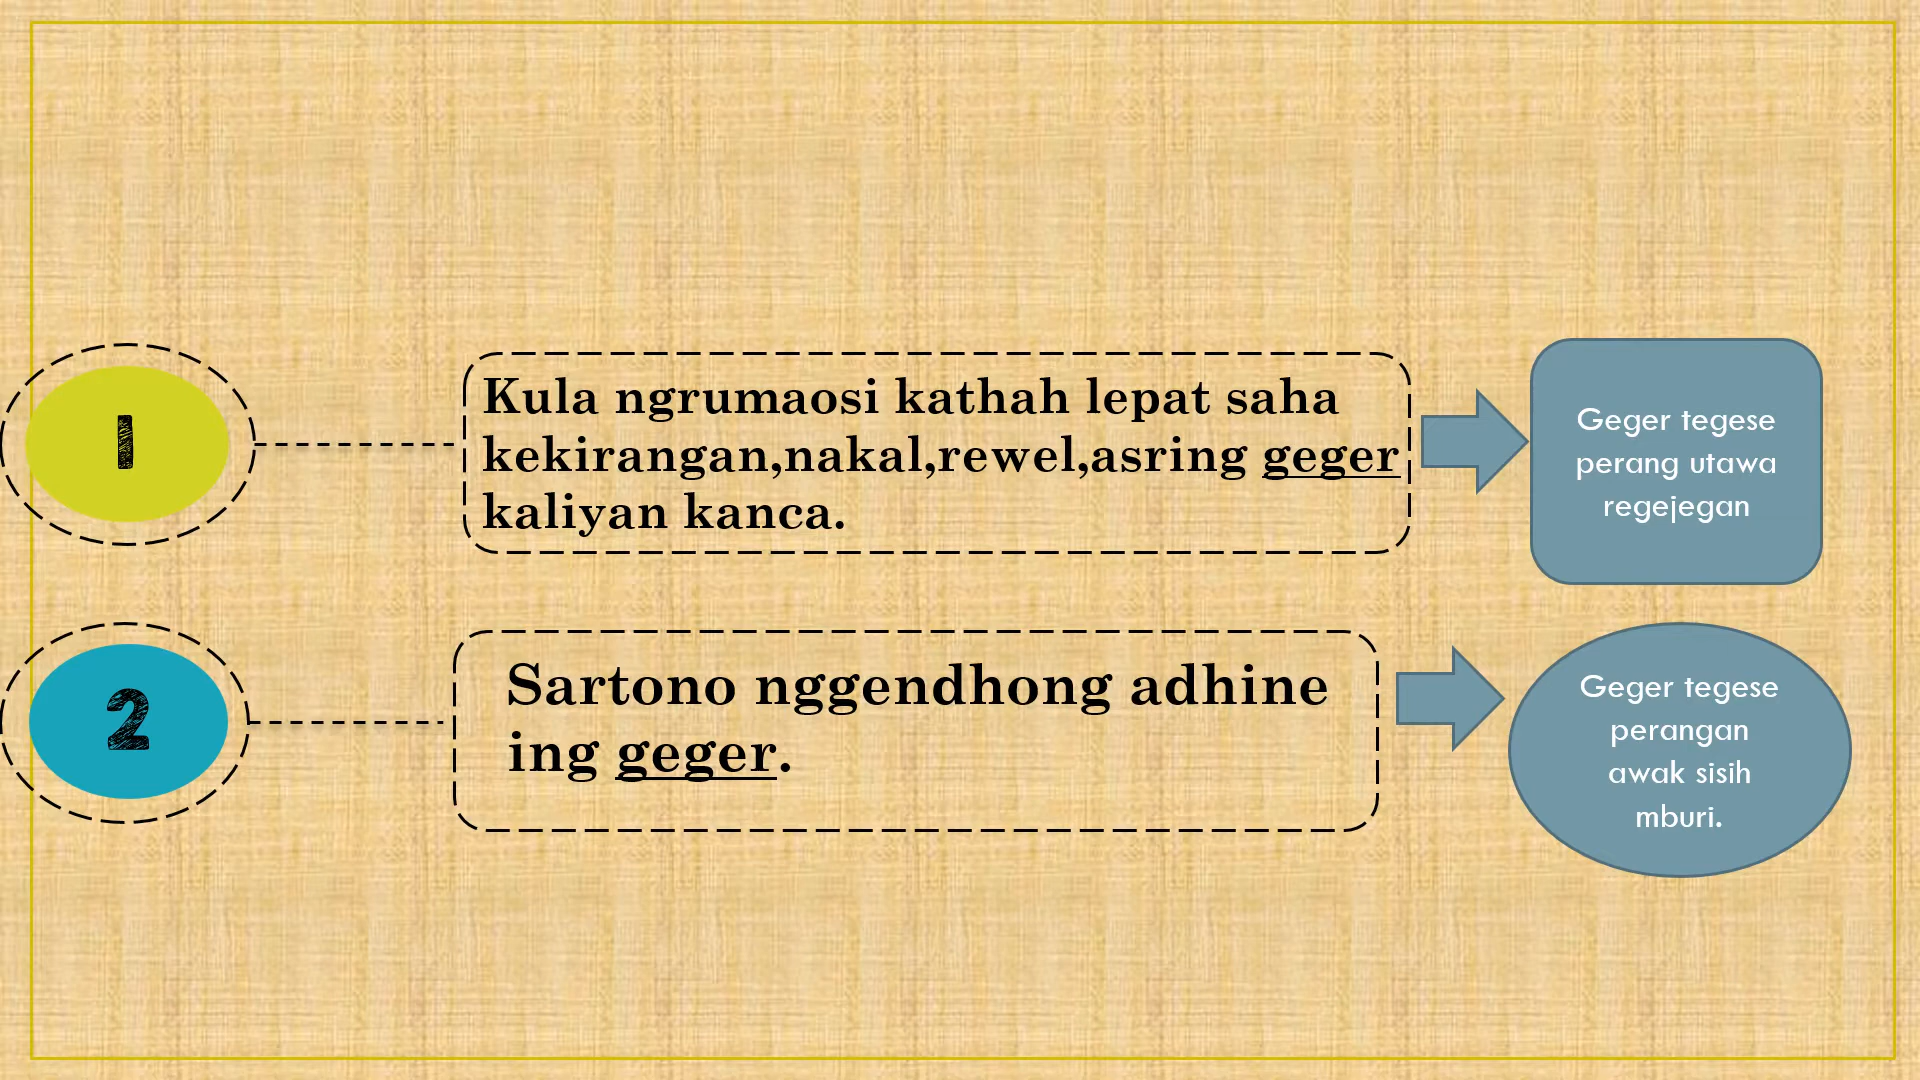 1
Kula ngrumaosi kathah lepat saha
kekirangan,nakal,rewel,asring geger
kaliyan kanca.
Geger tegese
perang utawa
regejegan
2
Sartono nggendhong adhine
ing geger.
Geger tegese
perangan
awak sisih
mburi.